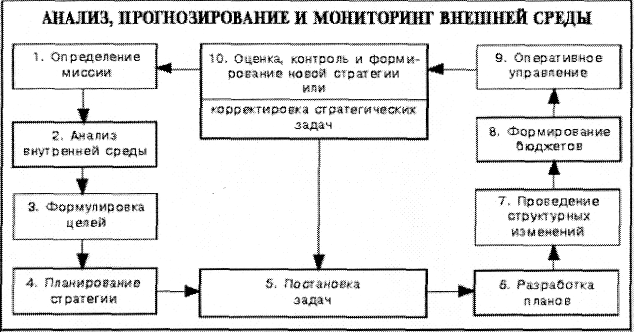 АНАЛИЗ, ПРОГНОЗИРОВАНИЕ И МОНИТОРИНГ ВНЕШНЕЙ СРЕДЫ
1. Определение
миссии
2. Анализ
внутренней среды
3. Формулировка
целей
4. Планирование
стратегии
10. Оценка, контроль и форми-
рование новой стратегии
или
корректировка стратегических
задач
5. Постановка
задач
9. Оперативное
управление
8. Формирование
бюджетов
7. Проведение
структурных
изменений
6. Разработка
планов